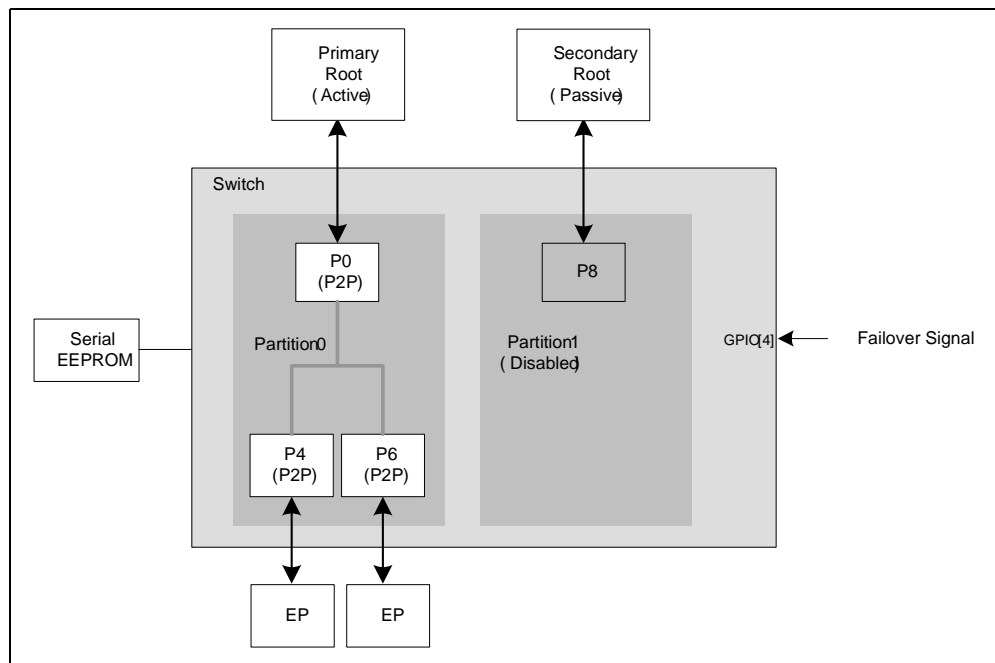 Primary
Root
( Active)
Secondary
Root
( Passive)
Switch
P0
(P2P)
P8
Serial
EEPROM
Partition0
Partition1
( Disabled)
GPIO[4]
Failover Signal
P4
(P2P)
P6
(P2P)
EP
EP